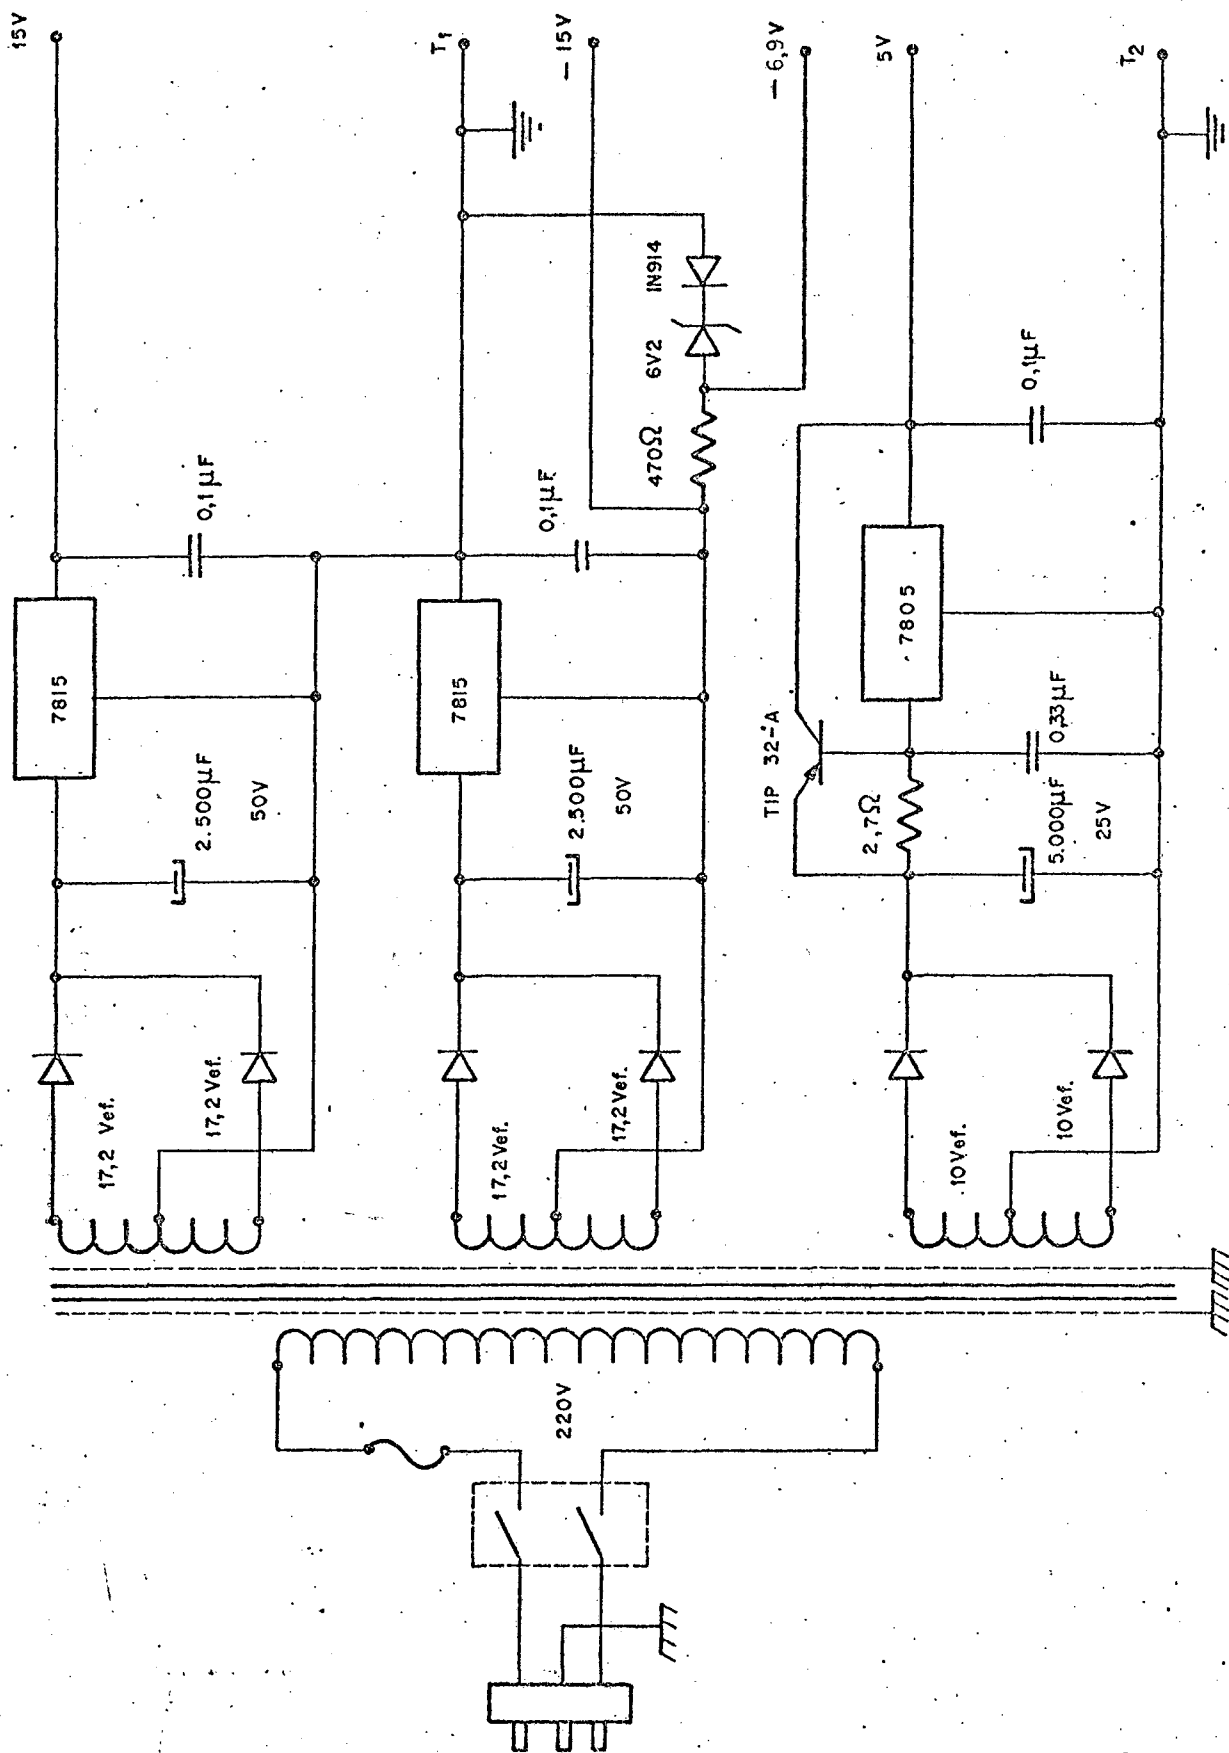 15V
T1
− 15V
− 6,9V
5V
T2
7815
0,1µF
2.500µF
50V
17,2 Vef.
17,2 Vef.
7815
0,1µF
2.500µF
50V
17,2 Vef.
17,2 Vef.
470Ω
6V2
1N914
TIP 32-A
2,7Ω
7805
0,33µF
0,1µF
5.000µF
25V
10 Vef.
10 Vef.
220V